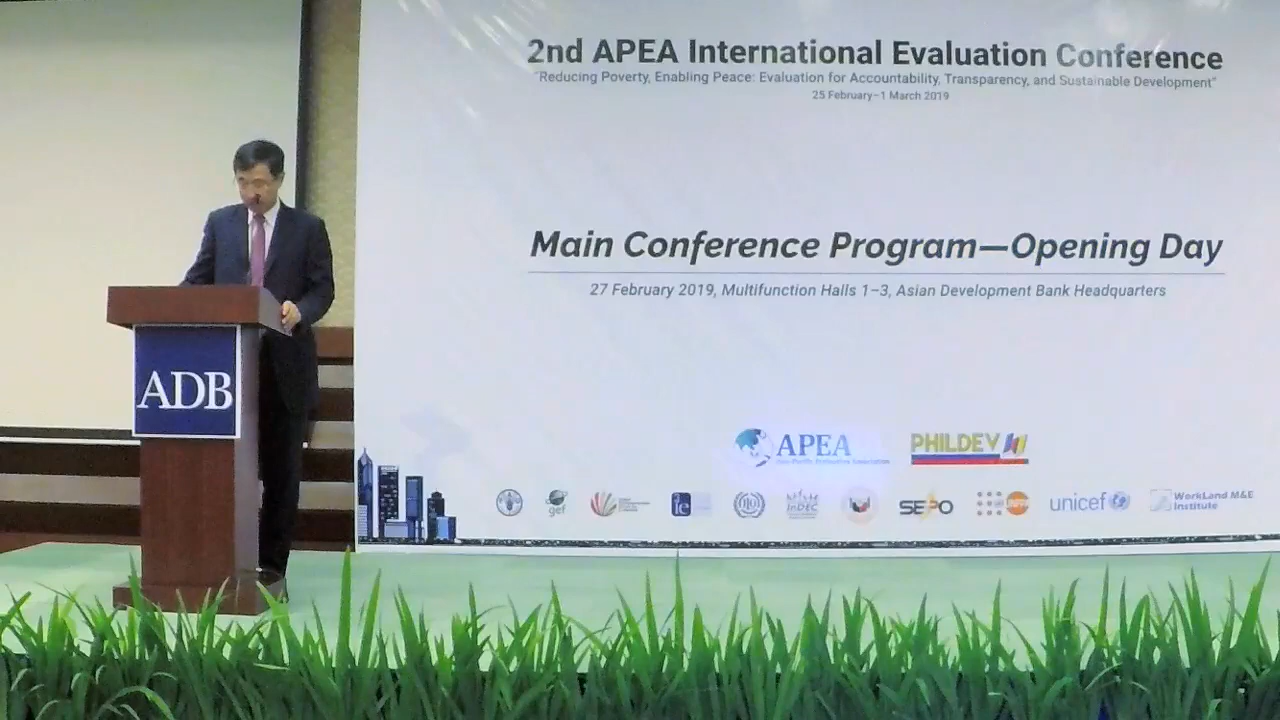 2nd APEA International Evaluation Conference
"Reducing Poverty, Enabling Peace: Evaluation for Accountability, Transparency, and Sustainable Development"
25 February–1 March 2019
Main Conference Program—Opening Day
27 February 2019, Multifunction Halls 1–3, Asian Development Bank Headquarters
ADB
APEA
PHILDEV
gef
SEPO
unicef
WorkLand M&E
Institute